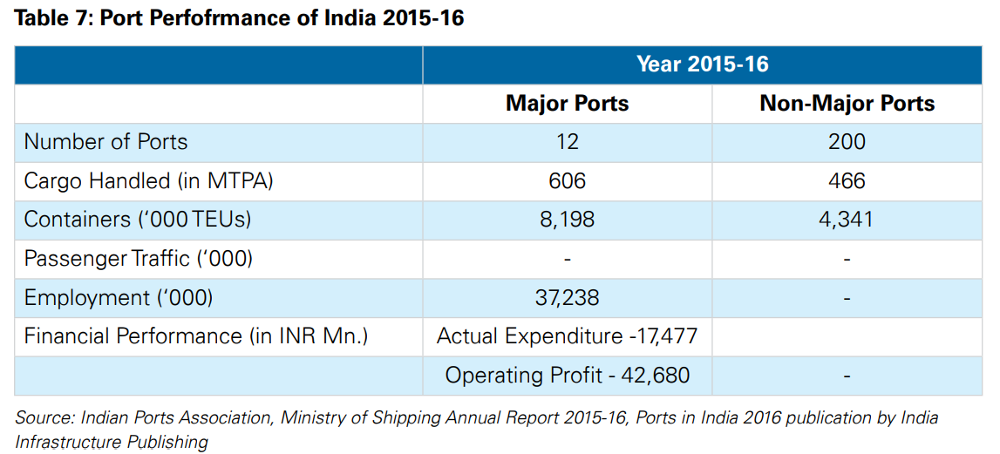 Table 7: Port Perfofrmance of India 2015-16
Year 2015-16
Major Ports Non-Major Ports
Number of Ports 12 200
Cargo Handled (in MTPA) 606 466
Containers (‘000 TEUs) 8,198 4,341
Passenger Traffic (‘000) - -
Employment (‘000) 37,238 -
Financial Performance (in INR Mn.) Actual Expenditure -17,477
Operating Profit - 42,680 -
Source: Indian Ports Association, Ministry of Shipping Annual Report 2015-16, Ports in India 2016 publication by India
Infrastructure Publishing